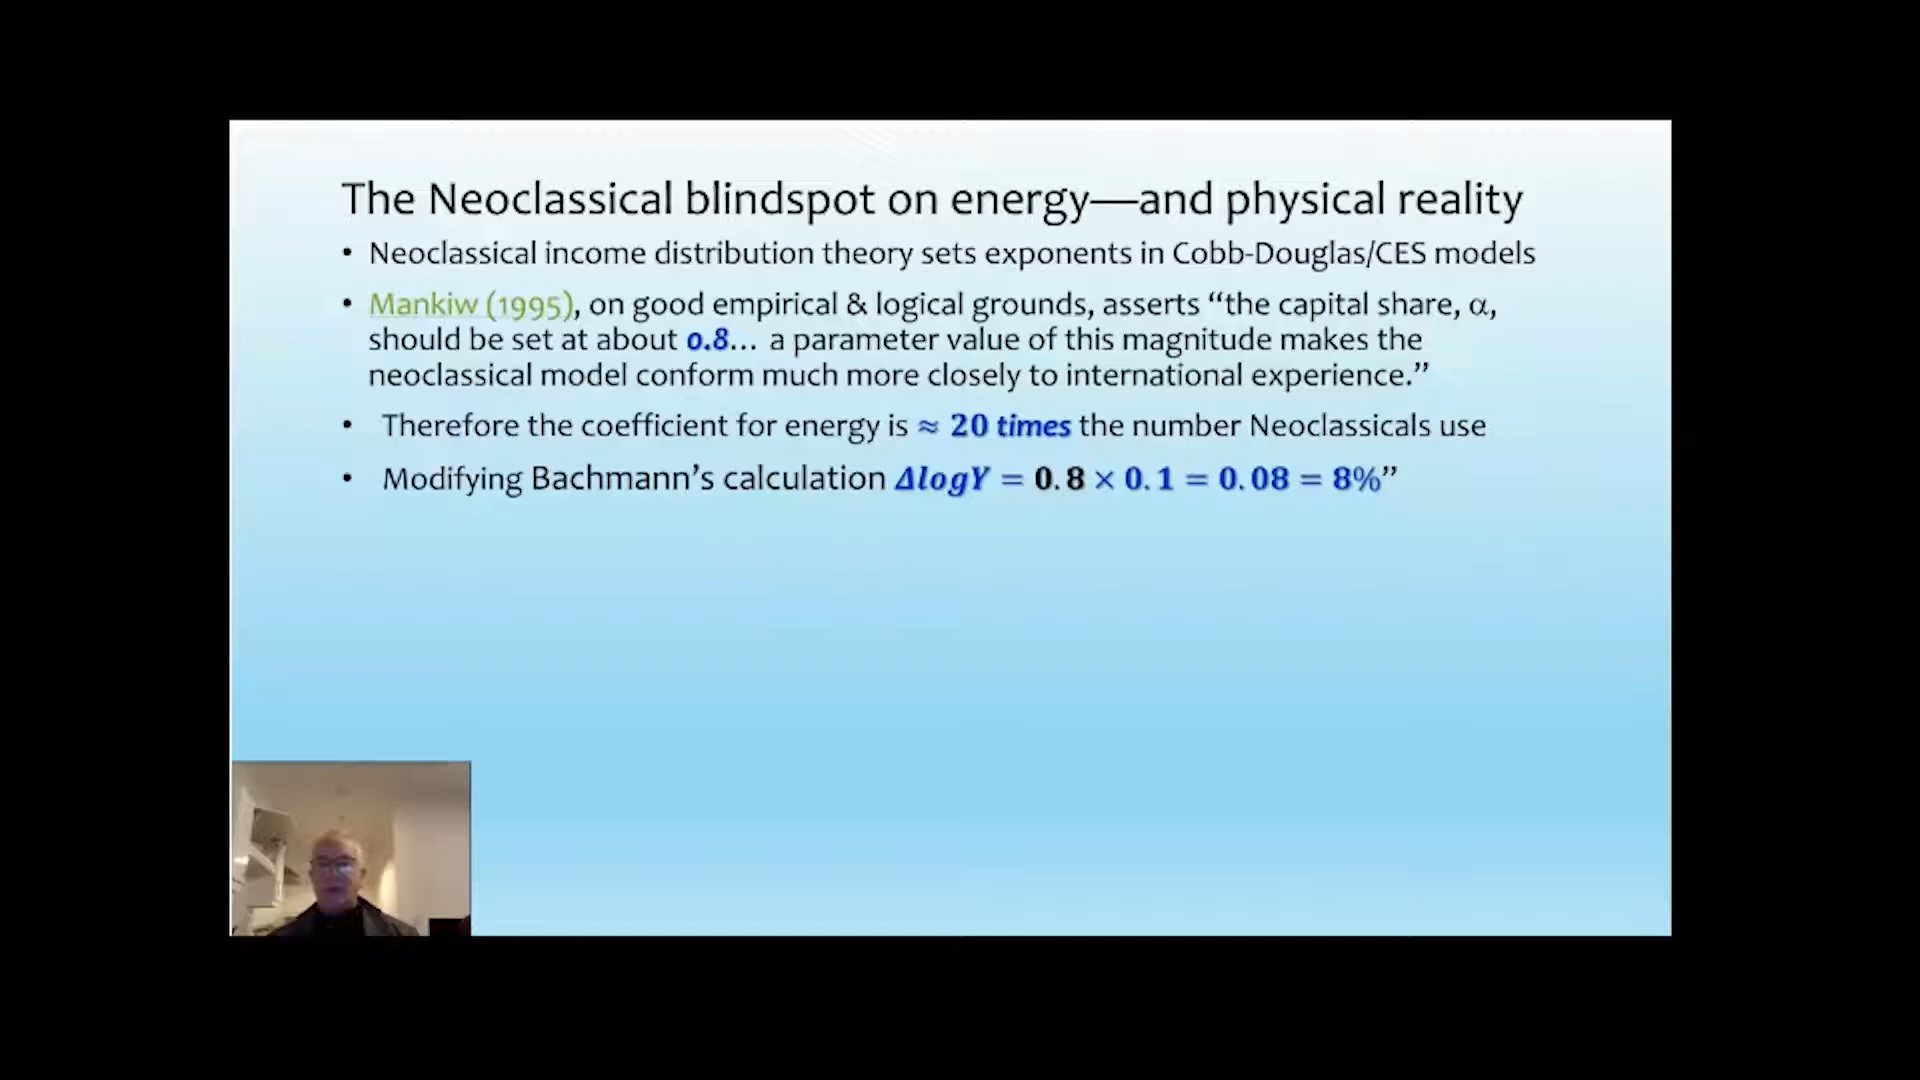 The Neoclassical blindspot on energy—and physical reality
• Neoclassical income distribution theory sets exponents in Cobb-Douglas/CES models
• Mankiw (1995), on good empirical & logical grounds, asserts “the capital share, α,
should be set at about 0.8… a parameter value of this magnitude makes the
neoclassical model conform much more closely to international experience.”
• Therefore the coefficient for energy is ≈ 20 times the number Neoclassicals use
• Modifying Bachmann’s calculation ΔlogY = 0.8 × 0.1 = 0.08 = 8%”